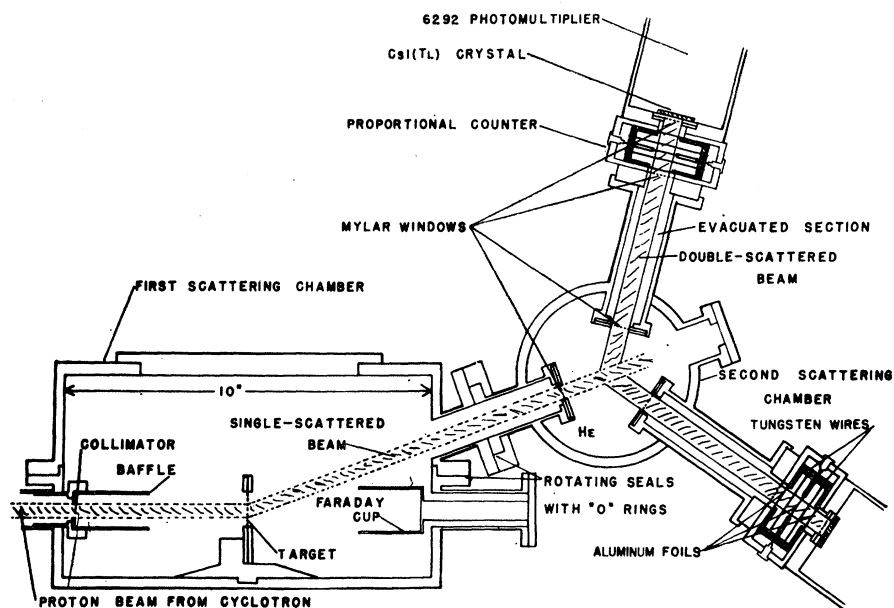 6292 PHOTOMULTIPLIER
CsI(TL) CRYSTAL
PROPORTIONAL COUNTER
MYLAR WINDOWS
EVACUATED SECTION
DOUBLE-SCATTERED
BEAM
FIRST SCATTERING CHAMBER
10"
SINGLE-SCATTERED
BEAM
COLLIMATOR
BAFFLE
HE
SECOND SCATTERING
CHAMBER
TUNGSTEN WIRES
FARADAY
CUP
ROTATING SEALS
WITH "O" RINGS
TARGET
ALUMINUM FOILS
PROTON BEAM FROM CYCLOTRON